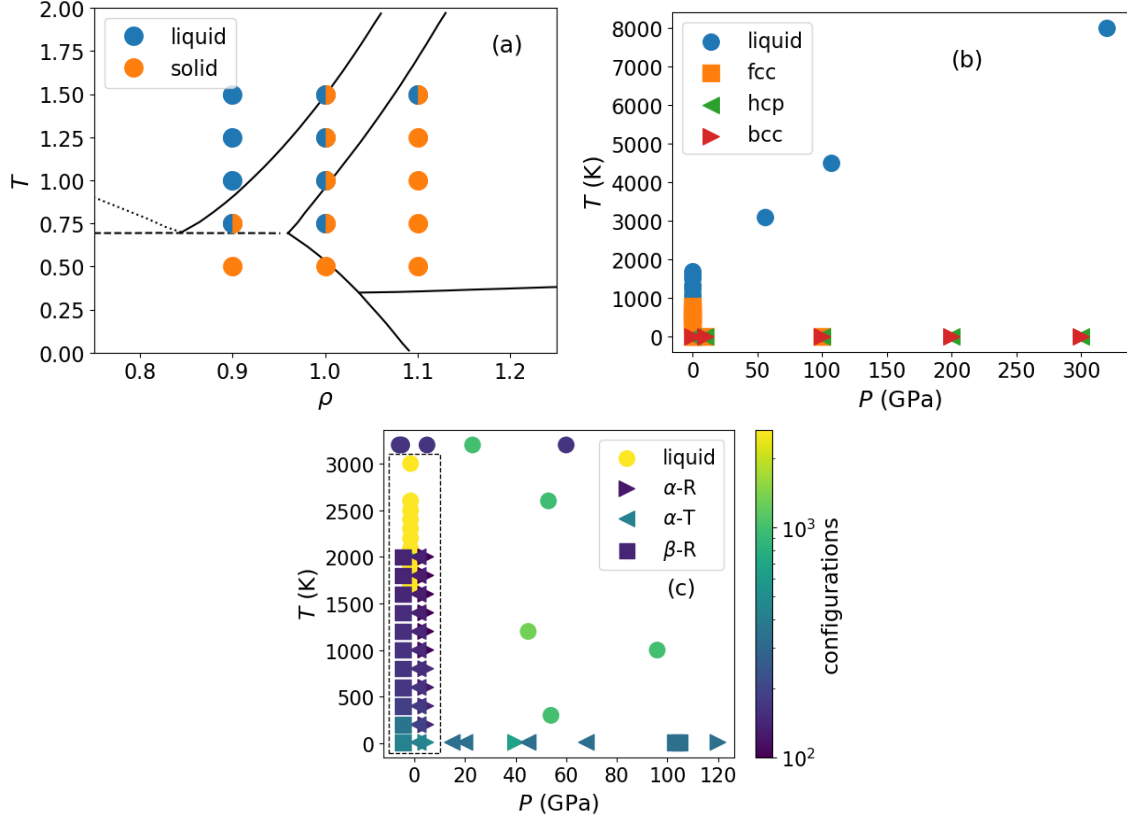 2.00
1.75
1.50
1.25
1.00
0.75
0.50
0.25
0.00
T
liquid
solid
(a)
0.8 0.9 1.0 1.1 1.2
ρ
8000
7000
6000
5000
4000
3000
2000
1000
0
T (K)
liquid
fcc
hcp
bcc
(b)
0 50 100 150 200 250 300
P (GPa)
3000
2500
2000
1500
1000
500
0
T (K)
liquid
α-R
α-T
β-R
(c)
0 20 40 60 80 100 120
P (GPa)
10³
10²
configurations